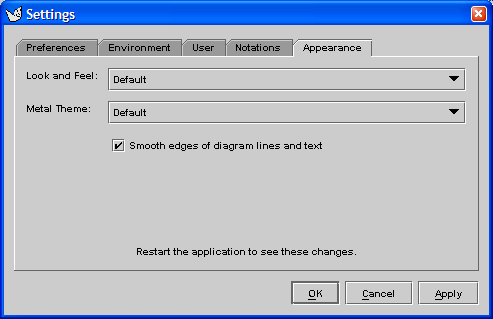 Settings
Preferences Environment User Notations Appearance
Look and Feel: Default
Metal Theme: Default
Smooth edges of diagram lines and text
Restart the application to see these changes.
OK Cancel Apply